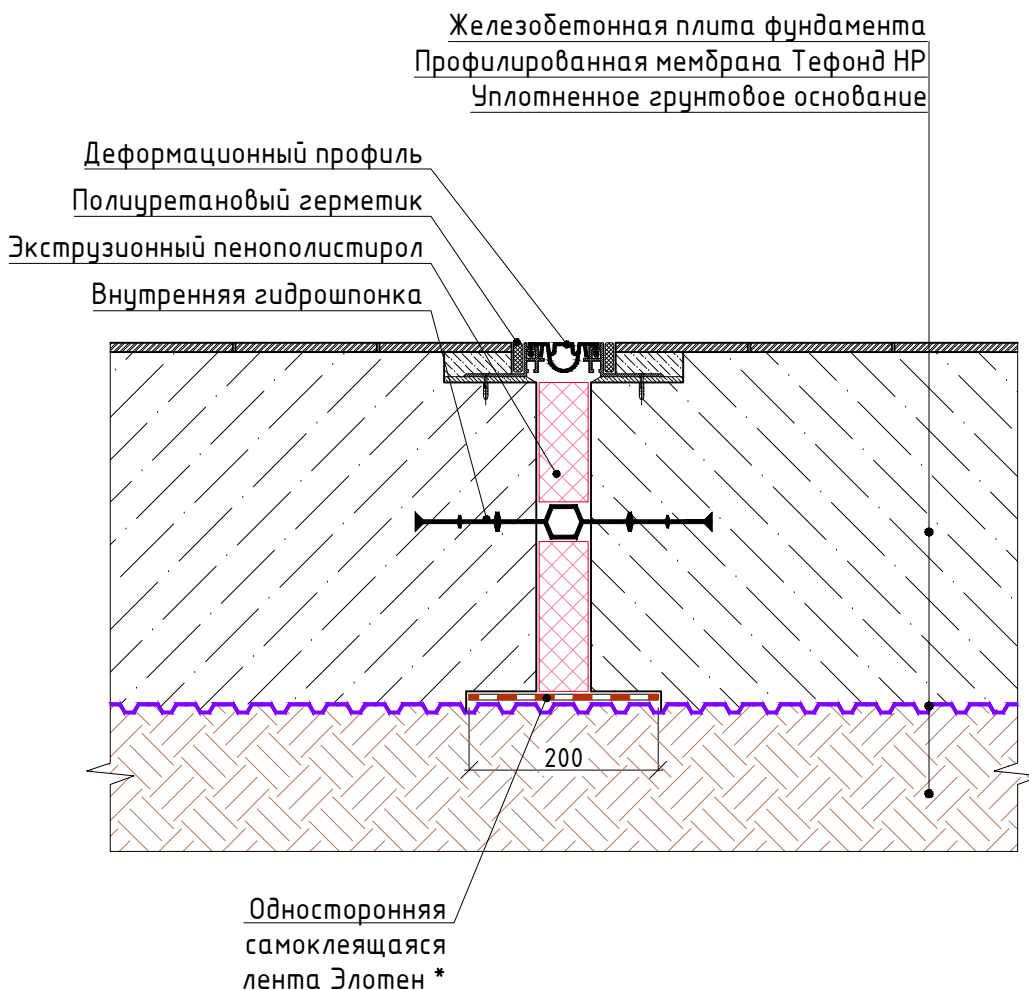 Железобетонная плита фундамента
Профилированная мембрана Тефонд НР
Уплотненное грунтовое основание
Деформационный профиль
Полиуретановый герметик
Экструзионный пенополистирол
Внутренняя гидрошпонка
200
Односторонняя
самоклеящаяся
лента Элотен *